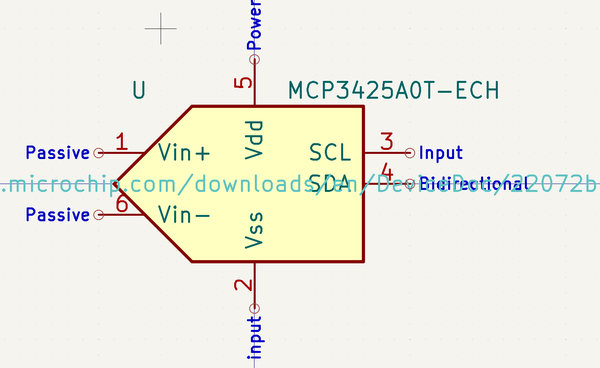 Power
U
MCP3425A0T-ECH
5
Vdd
Passive
1
Vin+
SCL
3
Input
.microchip.com/downloads/en/DeviceDoc/22072b
SDA
4
Bidirectional
Passive
6
Vin-
Vss
2
input